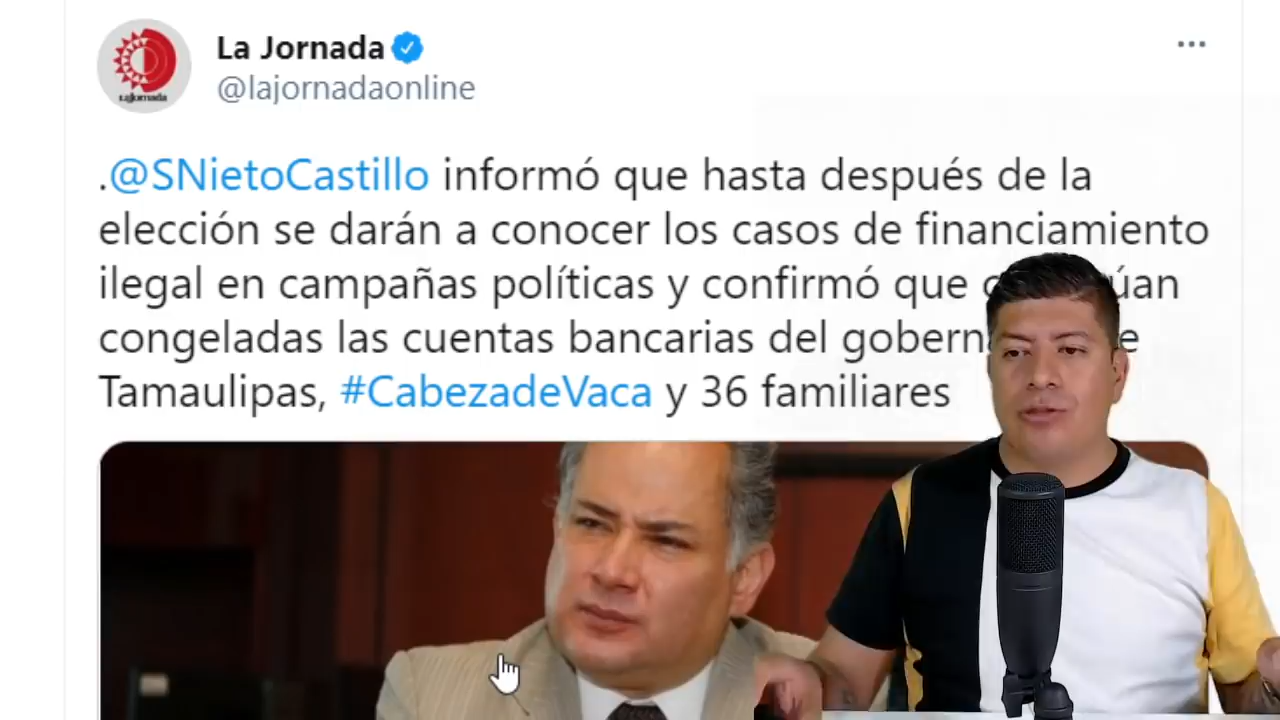 La Jornada
@lajornadaonline
.@SNietoCastillo informó que hasta después de la
elección se darán a conocer los casos de financiamiento
ilegal en campañas políticas y confirmó que
congeladas las cuentas bancarias del
Tamaulipas, #CabezadeVaca y 36 familiares